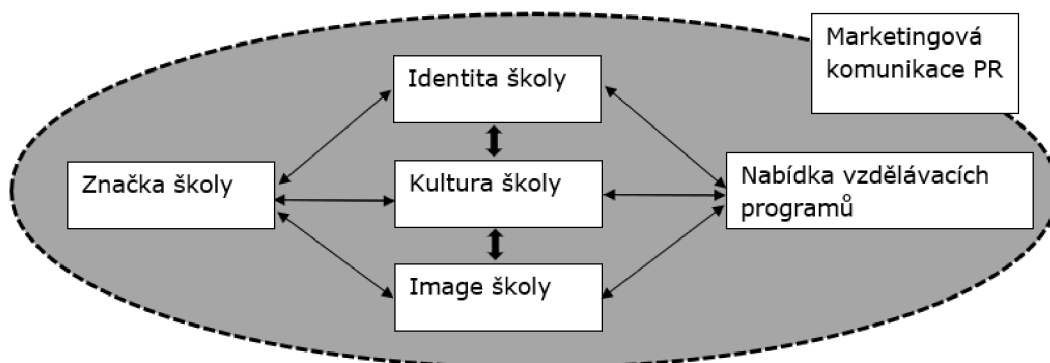 Marketingová
komunikace PR
Identita školy
Značka školy
Kultura školy
Nabídka vzdělávacích
programů
Image školy